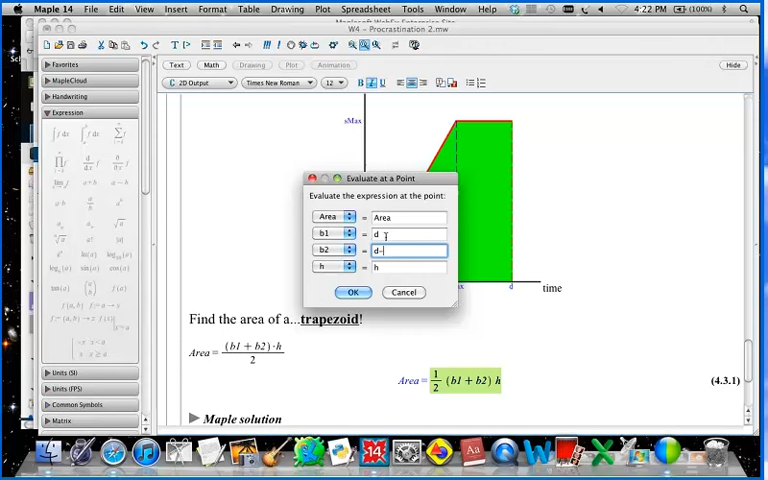 Maple 14 File Edit View Insert Format Table Drawing Plot Spreadsheet Tools Window Help 4:22 PM (100%)
W4 - Procrastination 2.mw
Favorites
MapleCloud
Handwriting
Expression
Units (SI)
Units (FPS)
Common Symbols
Matrix
Text Math Drawing Plot Animation Hide
2D Output Times New Roman 12
sMax
d
time
Evaluate at a Point
Evaluate the expression at the point:
Area = Area
b1 = d
b2 = d-
h = h
OK Cancel
Find the area of a...trapezoid!
Area = (b1 + b2)·h / 2
Area = 1/2 (b1 + b2) h (4.3.1)
Maple solution